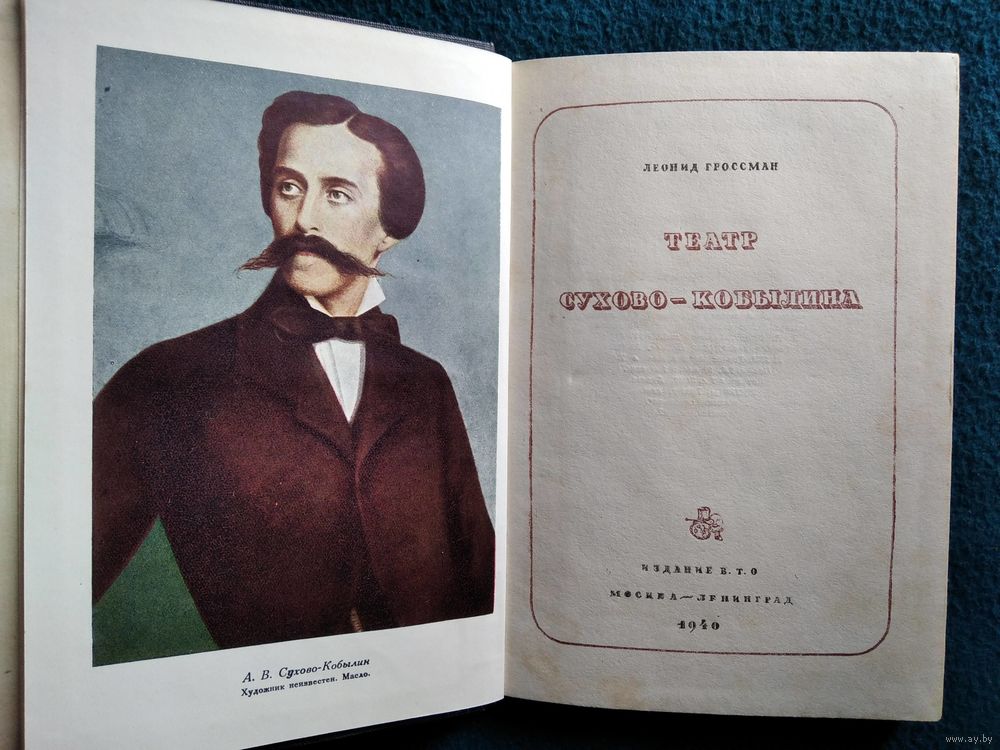 А. В. Сухово-Кобылин
Художник неизвестен. Масло.
ЛЕОНИД ГРОССМАН
ТЕАТР
СУХОВО-КОБЫЛИНА
ИЗДАНИЕ В. Т. О
МОСКВА—ЛЕНИНГРАД
1940
www.ay.by